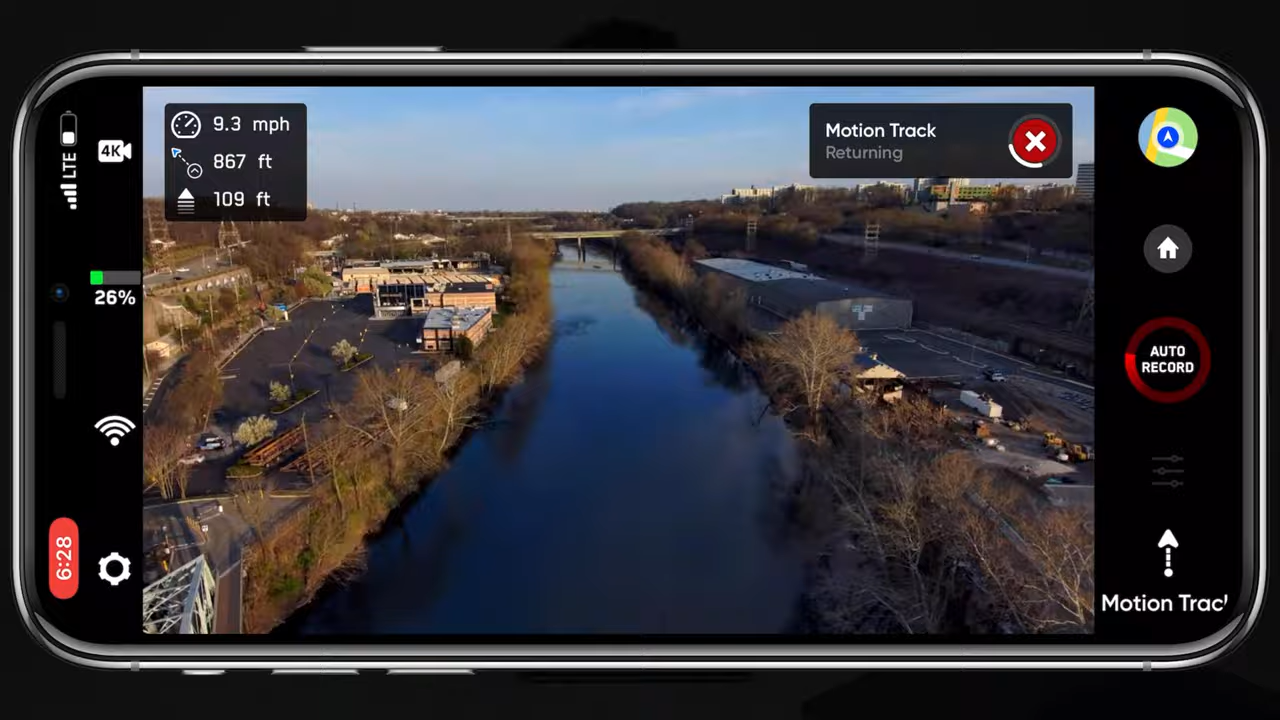 LTE
6:28
4K
26%
9.3 mph
867 ft
109 ft
Motion Track
Returning
AUTO
RECORD
Motion Trac